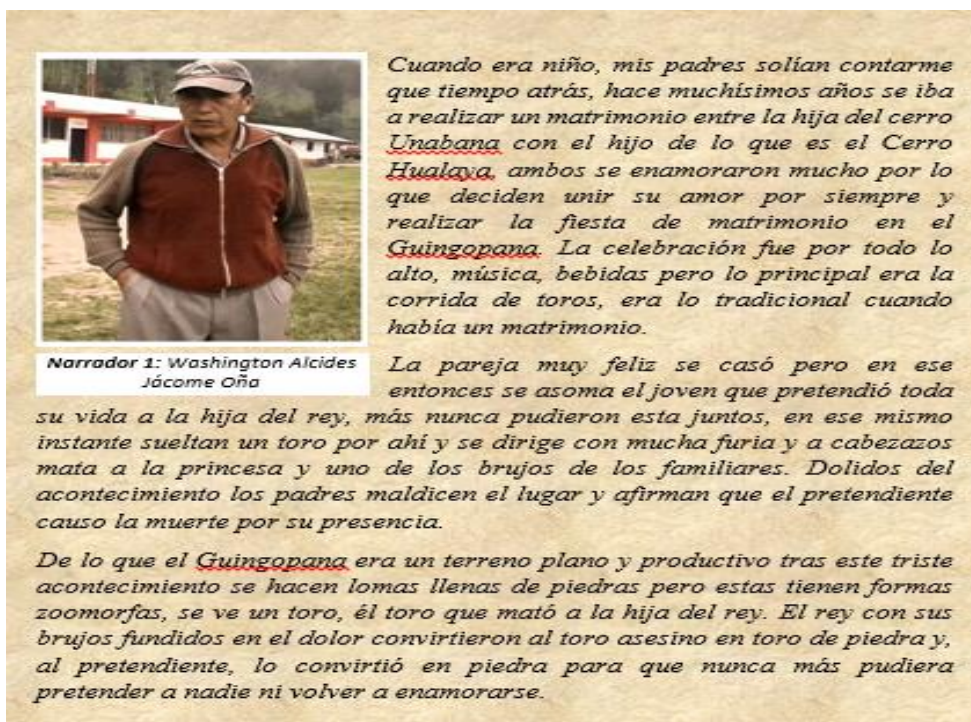 Cuando era niño, mis padres solían contarme
que tiempo atrás, hace muchísimos años se iba
a realizar un matrimonio entre la hija del cerro
Unabana con el hijo de lo que es el Cerro
Hualaya, ambos se enamoraron mucho por lo
que deciden unir su amor por siempre y
realizar la fiesta de matrimonio en el
Guingopana. La celebración fue por todo lo
alto, música, bebidas pero lo principal era la
corrida de toros, era lo tradicional cuando
había un matrimonio.
Narrador 1: Washington Alcides
Jácome Oña
La pareja muy feliz se casó pero en ese
entonces se asoma el joven que pretendió toda
su vida a la hija del rey, más nunca pudieron esta juntos, en ese mismo
instante sueltan un toro por ahí y se dirige con mucha furia y a cabezazos
mata a la princesa y uno de los brujos de los familiares. Dolidos del
acontecimiento los padres maldicen el lugar y afirman que el pretendiente
causo la muerte por su presencia.
De lo que el Guingopana era un terreno plano y productivo tras este triste
acontecimiento se hacen lomas llenas de piedras pero estas tienen formas
zoomorfas, se ve un toro, él toro que mató a la hija del rey. El rey con sus
brujos fundidos en el dolor convirtieron al toro asesino en toro de piedra y,
al pretendiente, lo convirtió en piedra para que nunca más pudiera
pretender a nadie ni volver a enamorarse.